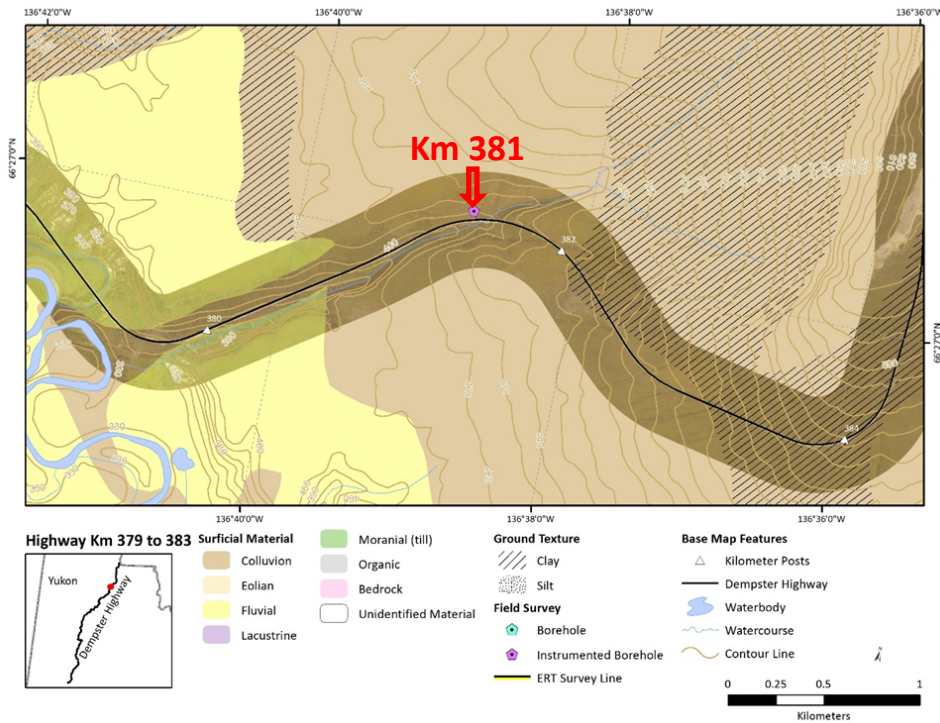 136°42'0"W
136°40'0"W
136°38'0"W
136°36'0"W
66°27'0"N
Km 381
400
382
380
390
384
66°27'0"N
330
330
136°40'0"W
136°38'0"W
136°36'0"W
Highway Km 379 to 383
Yukon
Dempster Highway
Surficial Material
Colluvion
Eolian
Fluvial
Lacustrine
Moranial (till)
Organic
Bedrock
Unidentified Material
Ground Texture
Clay
Silt
Field Survey
Borehole
Instrumented Borehole
ERT Survey Line
Base Map Features
Kilometer Posts
Dempster Highway
Waterbody
Watercourse
Contour Line
N
0 0.25 0.5 1
Kilometers